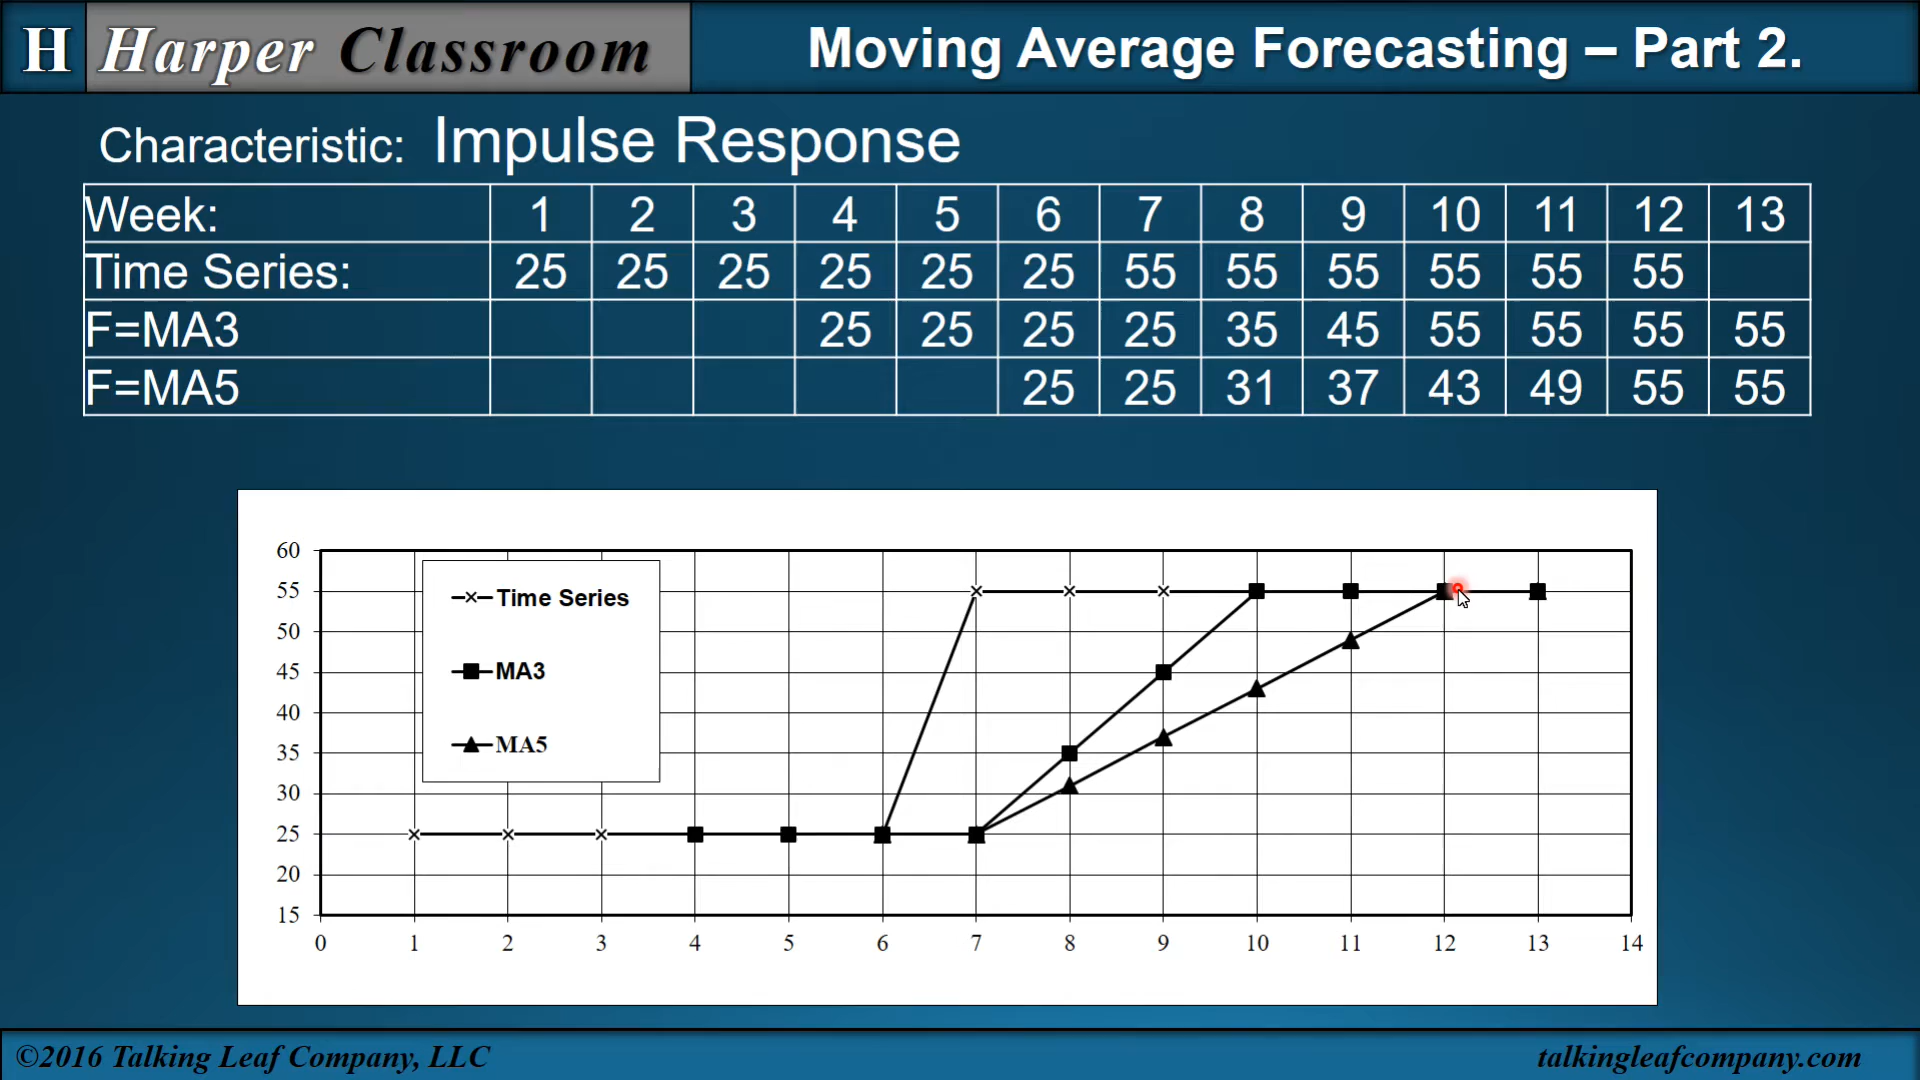 H Harper Classroom
Moving Average Forecasting – Part 2.
Characteristic: Impulse Response
Week: 1 2 3 4 5 6 7 8 9 10 11 12 13
Time Series: 25 25 25 25 25 25 55 55 55 55 55 55
F=MA3 25 25 25 25 35 45 55 55 55 55
F=MA5 25 25 31 37 43 49 55 55
60
55
50
45
40
35
30
25
20
15
Time Series
MA3
MA5
0 1 2 3 4 5 6 7 8 9 10 11 12 13 14
©2016 Talking Leaf Company, LLC
talkingleafcompany.com